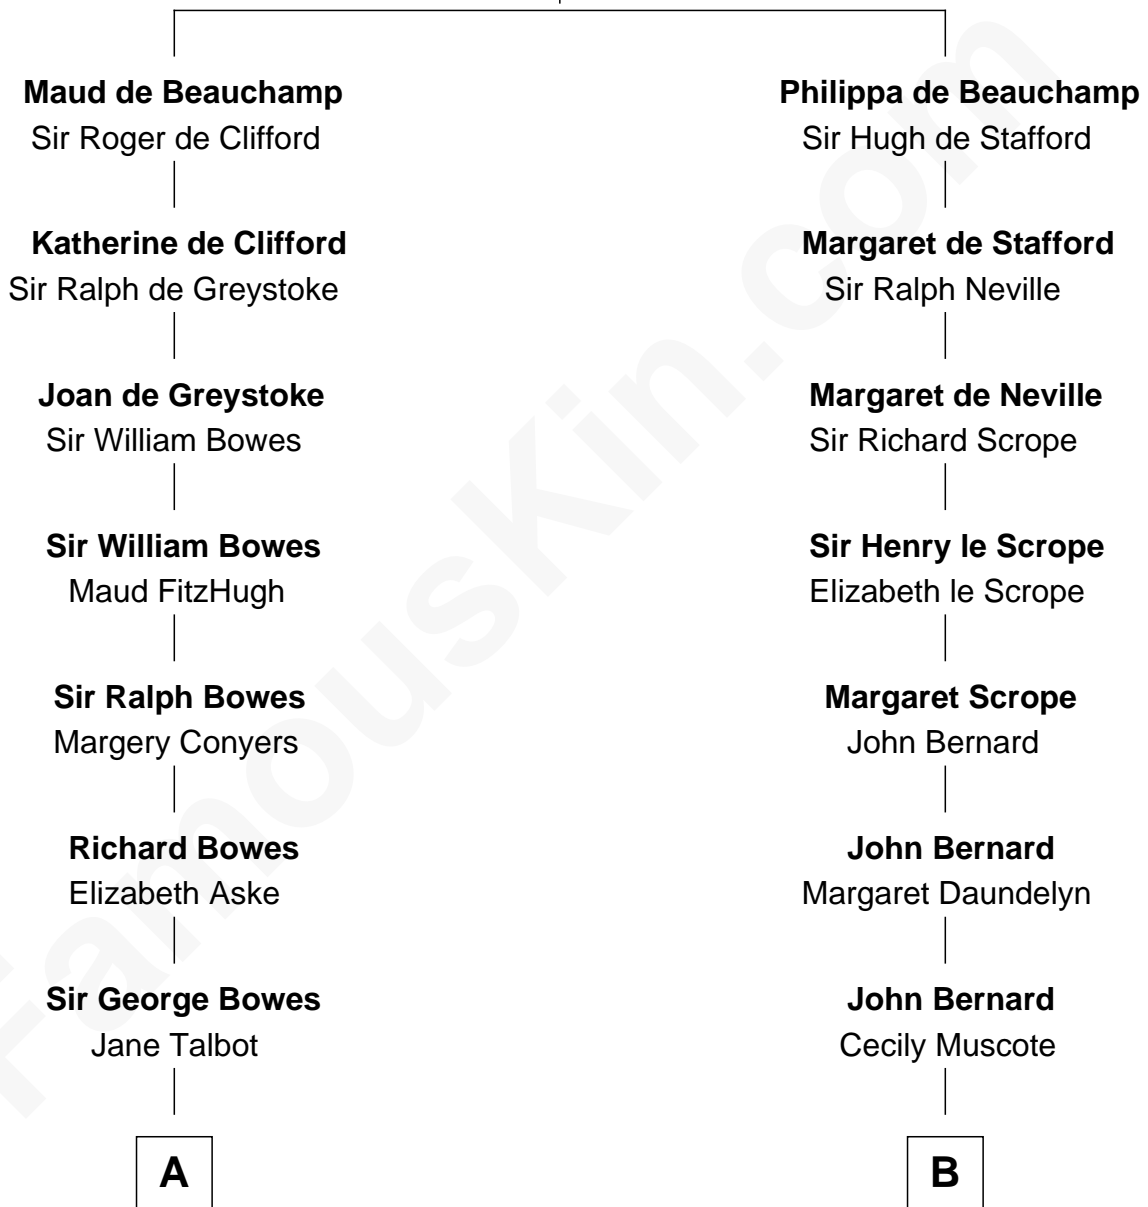 Maud de Beauchamp
Sir Roger de Clifford
Katherine de Clifford
Sir Ralph de Greystoke
Joan de Greystoke
Sir William Bowes
Sir William Bowes
Maud FitzHugh
Sir Ralph Bowes
Margery Conyers
Richard Bowes
Elizabeth Aske
Sir George Bowes
Jane Talbot
A
Philippa de Beauchamp
Sir Hugh de Stafford
Margaret de Stafford
Sir Ralph Neville
Margaret de Neville
Sir Richard Scrope
Sir Henry le Scrope
Elizabeth le Scrope
Margaret Scrope
John Bernard
John Bernard
Margaret Daundelyn
John Bernard
Cecily Muscote
B
FamousKin.com